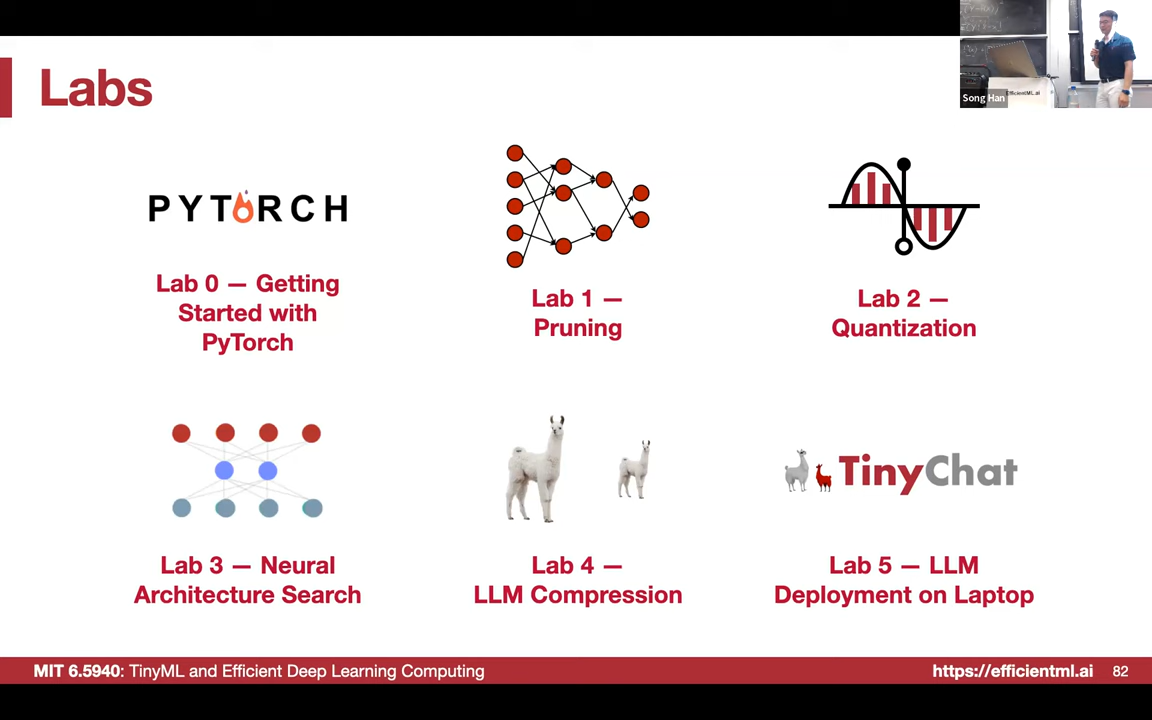 Labs
Song Han
EfficientML.ai
PYTORCH
Lab 0 — Getting
Started with
PyTorch
Lab 1 —
Pruning
Lab 2 —
Quantization
Lab 3 — Neural
Architecture Search
Lab 4 —
LLM Compression
TinyChat
Lab 5 — LLM
Deployment on Laptop
MIT 6.5940: TinyML and Efficient Deep Learning Computing
https://efficientml.ai
82